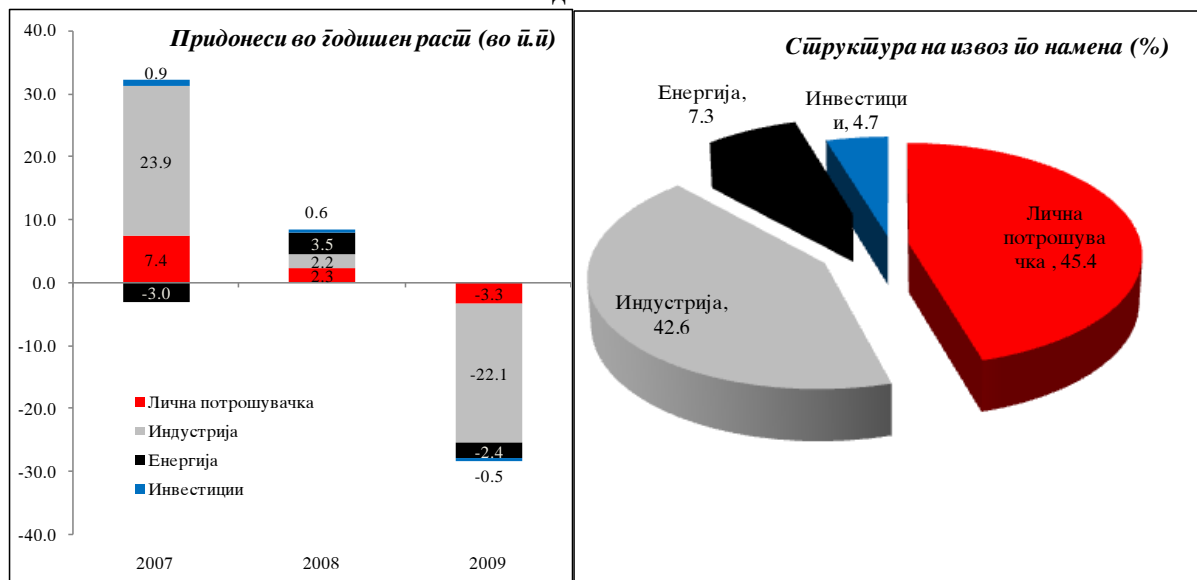 Придонеси во годишен раст (во п.п)
40.0
30.0
20.0
10.0
0.0
-10.0
-20.0
-30.0
-40.0
0.9
23.9
7.4
-3.0
0.6
3.5
2.2
2.3
-3.3
-22.1
-2.4
-0.5
Лична потрошувачка
Индустрија
Енергија
Инвестиции
2007
2008
2009
Структура на извоз по намена (%)
Енергија,
7.3
Инвестици
и, 4.7
Лична
потрошува
чка , 45.4
Индустрија,
42.6